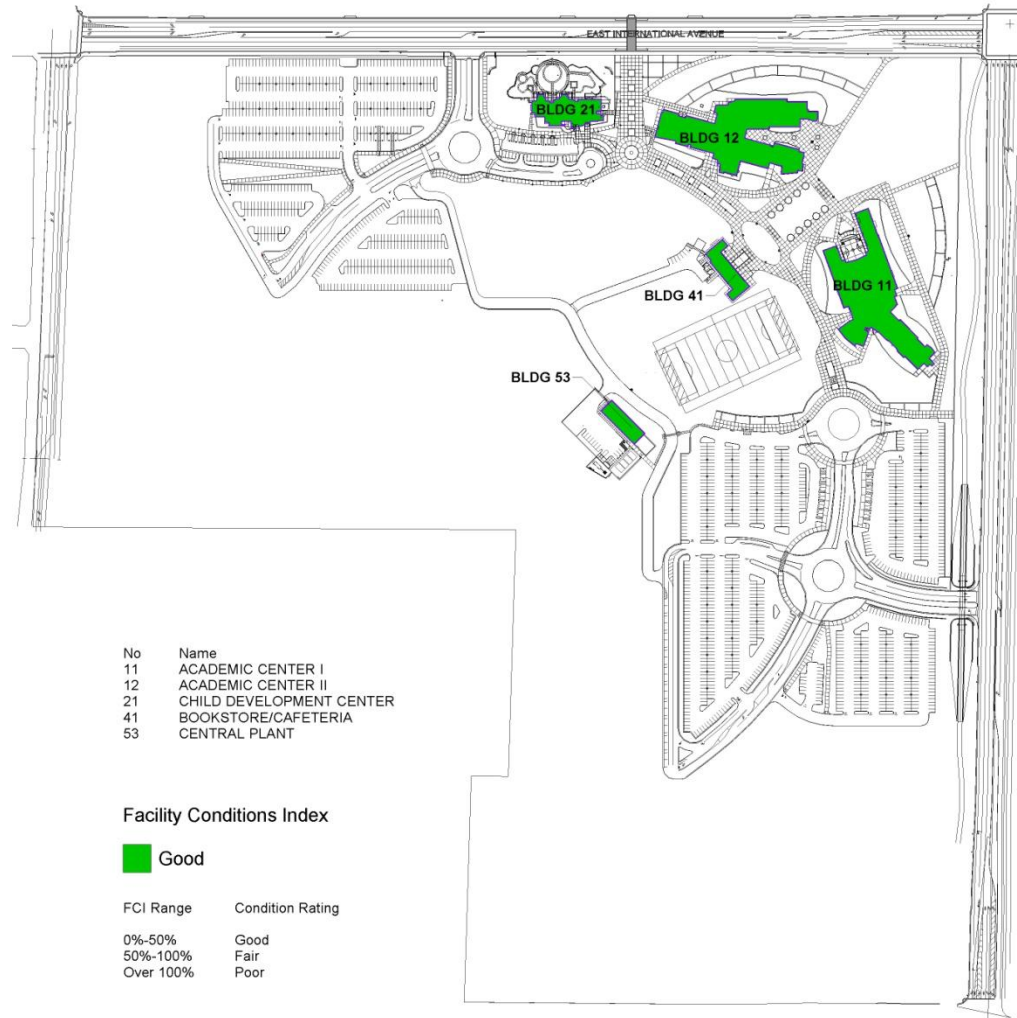 EAST INTERNATIONAL AVENUE
BLDG 21
BLDG 12
BLDG 11
BLDG 41
BLDG 53
No Name
11 ACADEMIC CENTER I
12 ACADEMIC CENTER II
21 CHILD DEVELOPMENT CENTER
41 BOOKSTORE/CAFETERIA
53 CENTRAL PLANT
Facility Conditions Index
Good
FCI Range Condition Rating
0%-50% Good
50%-100% Fair
Over 100% Poor